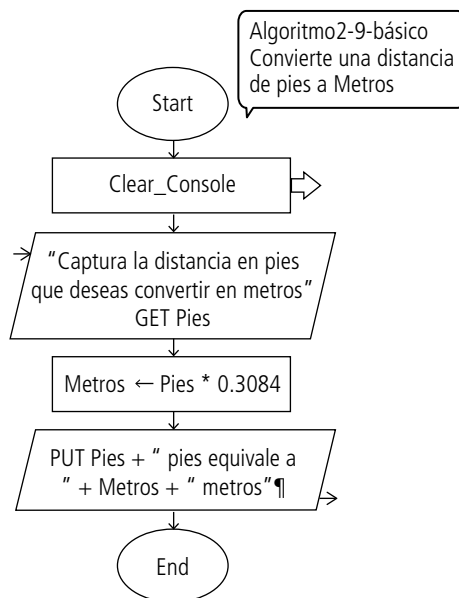 Algoritmo2-9-básico
Convierte una distancia
de pies a Metros
Start
Clear_Console
"Captura la distancia en pies
que deseas convertir en metros"
GET Pies
Metros ← Pies * 0.3084
PUT Pies + " pies equivale a
" + Metros + " metros"¶
End